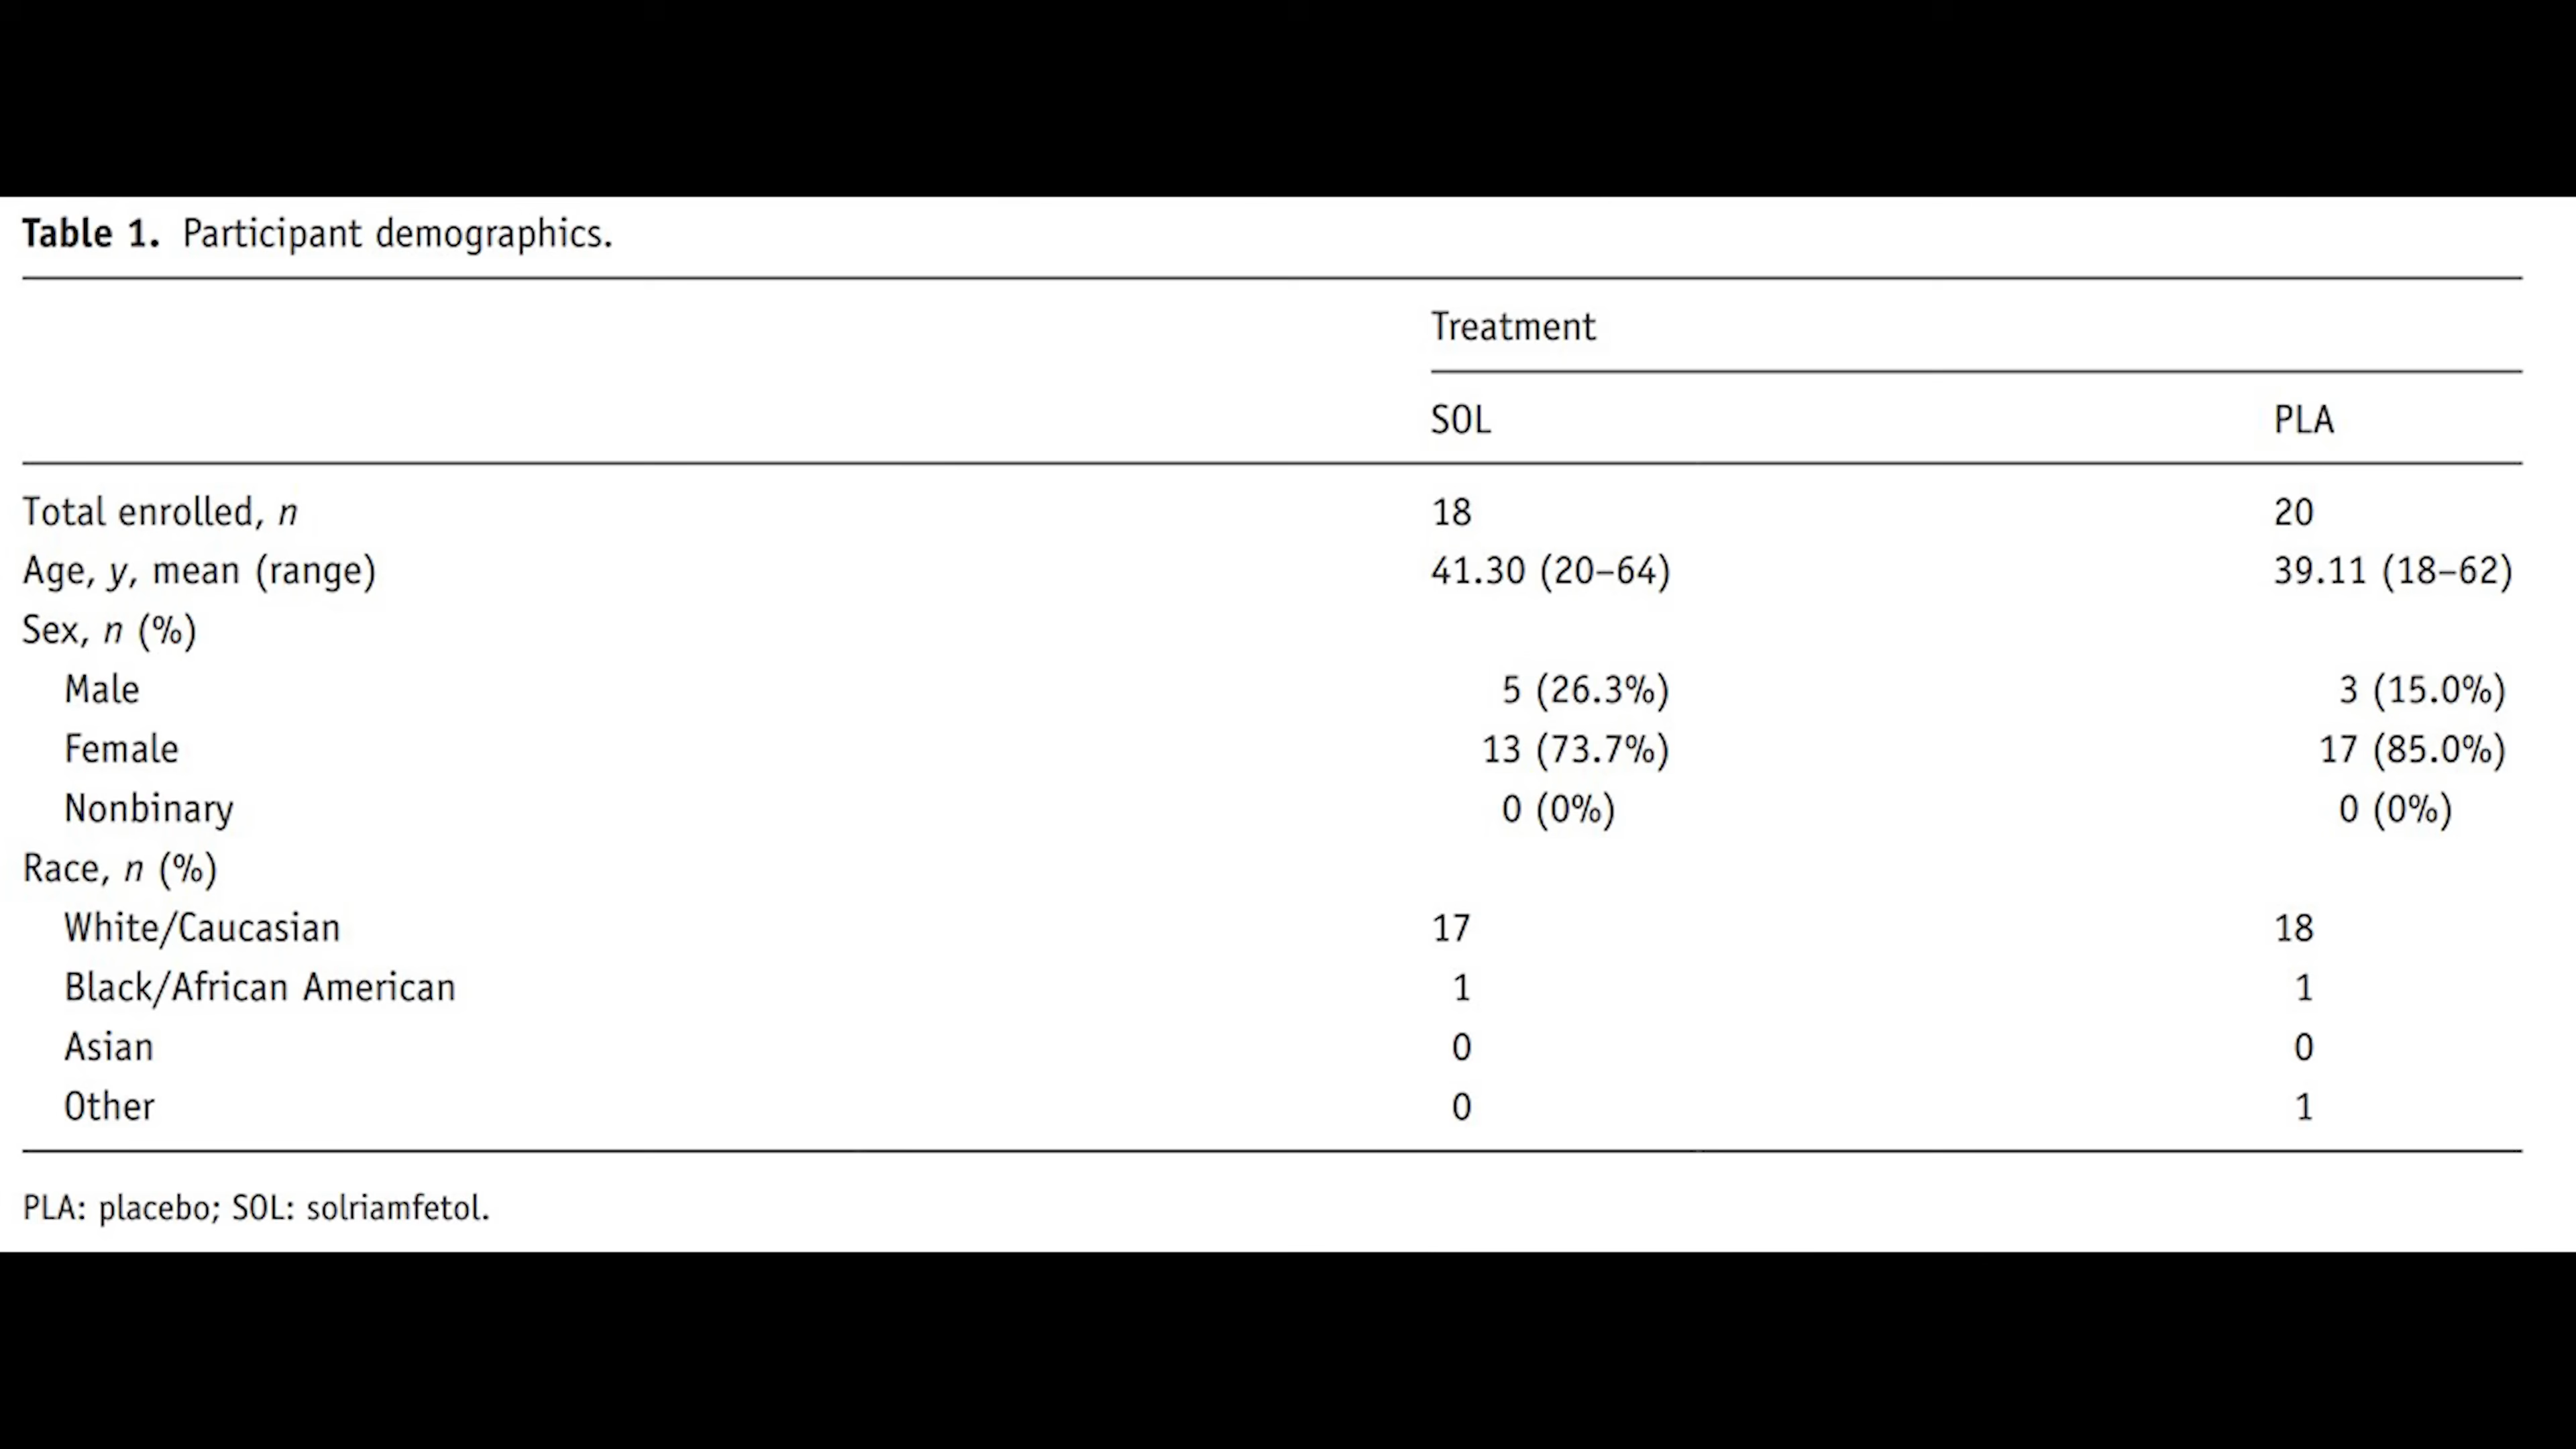 Table 1. Participant demographics.
Treatment
SOL PLA
Total enrolled, n 18 20
Age, y, mean (range) 41.30 (20–64) 39.11 (18–62)
Sex, n (%)
Male 5 (26.3%) 3 (15.0%)
Female 13 (73.7%) 17 (85.0%)
Nonbinary 0 (0%) 0 (0%)
Race, n (%)
White/Caucasian 17 18
Black/African American 1 1
Asian 0 0
Other 0 1
PLA: placebo; SOL: solriamfetol.